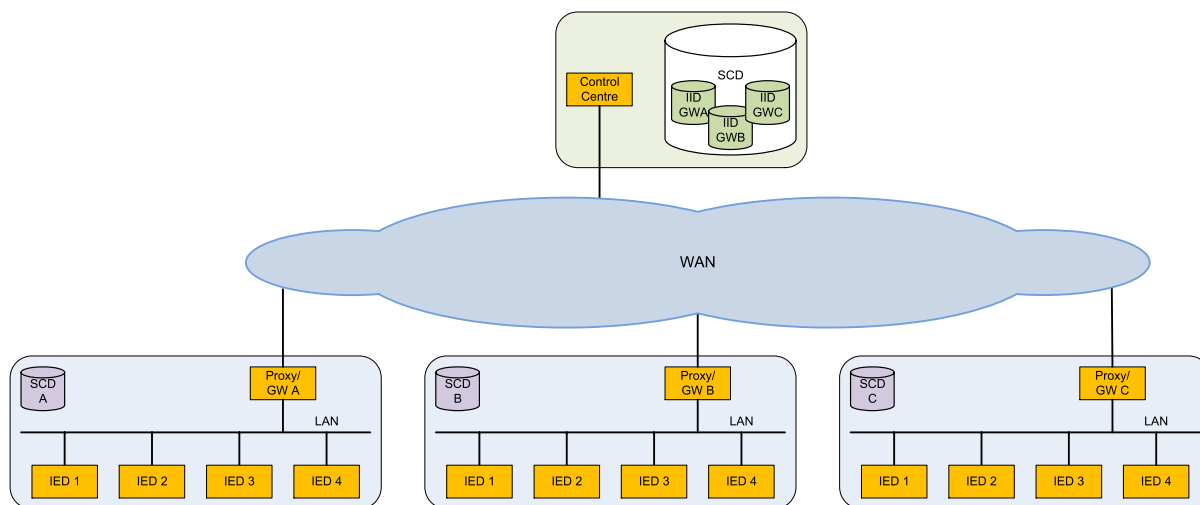 Control
Centre
SCD
IID
GWA
IID
GWB
IID
GWC
WAN
SCD
A
Proxy/
GW A
LAN
IED 1
IED 2
IED 3
IED 4
SCD
B
Proxy/
GW B
LAN
IED 1
IED 2
IED 3
IED 4
SCD
C
Proxy/
GW C
LAN
IED 1
IED 2
IED 3
IED 4